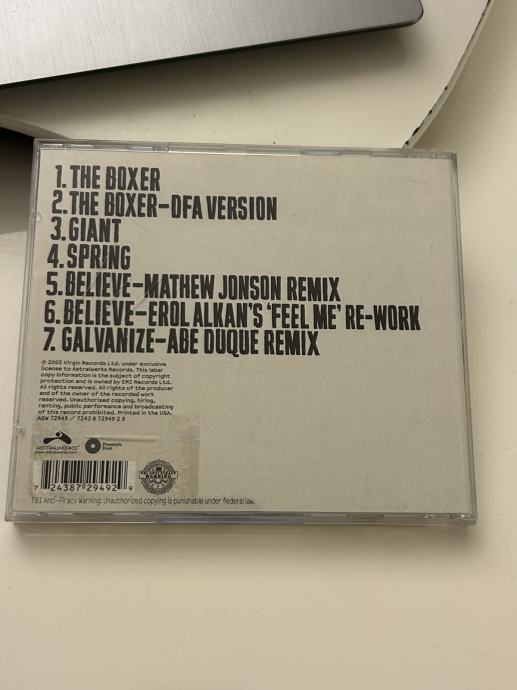 1. THE BOXER
2. THE BOXER–DFA VERSION
3. GIANT
4. SPRING
5. BELIEVE–MATHEW JONSON REMIX
6. BELIEVE–EROL ALKAN'S 'FEEL ME' RE-WORK
7. GALVANIZE–ABE DUQUE REMIX
℗ 2005 Virgin Records Ltd. under exclusive
license to Astralwerks Records. This label
copy information is the subject of copyright
protection and is owned by EMI Records Ltd.
All rights reserved. All rights of the producer
and of the owner of the recorded work
reserved. Unauthorised copying, hiring,
renting, public performance and broadcasting
of this record prohibited. Printed in the USA.
ASW 72949 / 7243 8 72949 2 9
ASTRALWERKS
www.astralwerks.com
Freestyle
Dust
7 24387 29492 9
WARNING
FBI Anti-Piracy Warning: Unauthorized copying is punishable under federal law.